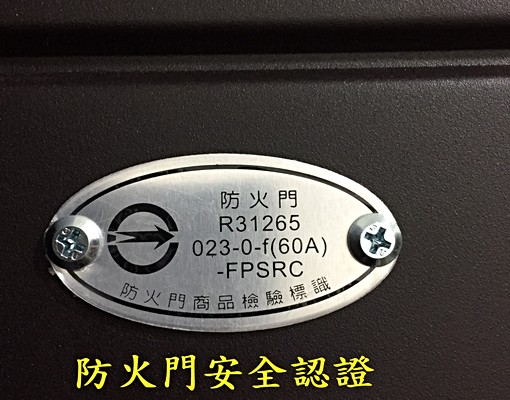 防火門
R31265
023-0-f(60A)
-FPSRC
防火門商品檢驗標識
防火門安全認證